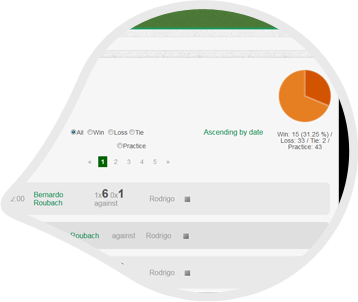 All Win Loss Tie
Practice
Ascending by date
Win: 15 (31.25 %) /
Loss: 33 / Tie: 2 /
Practice: 43
« 1 2 3 4 5 »
:00 Bernardo Roubach 1x6 0x1 against Rodrigo
Roubach against Rodrigo
Rodrigo